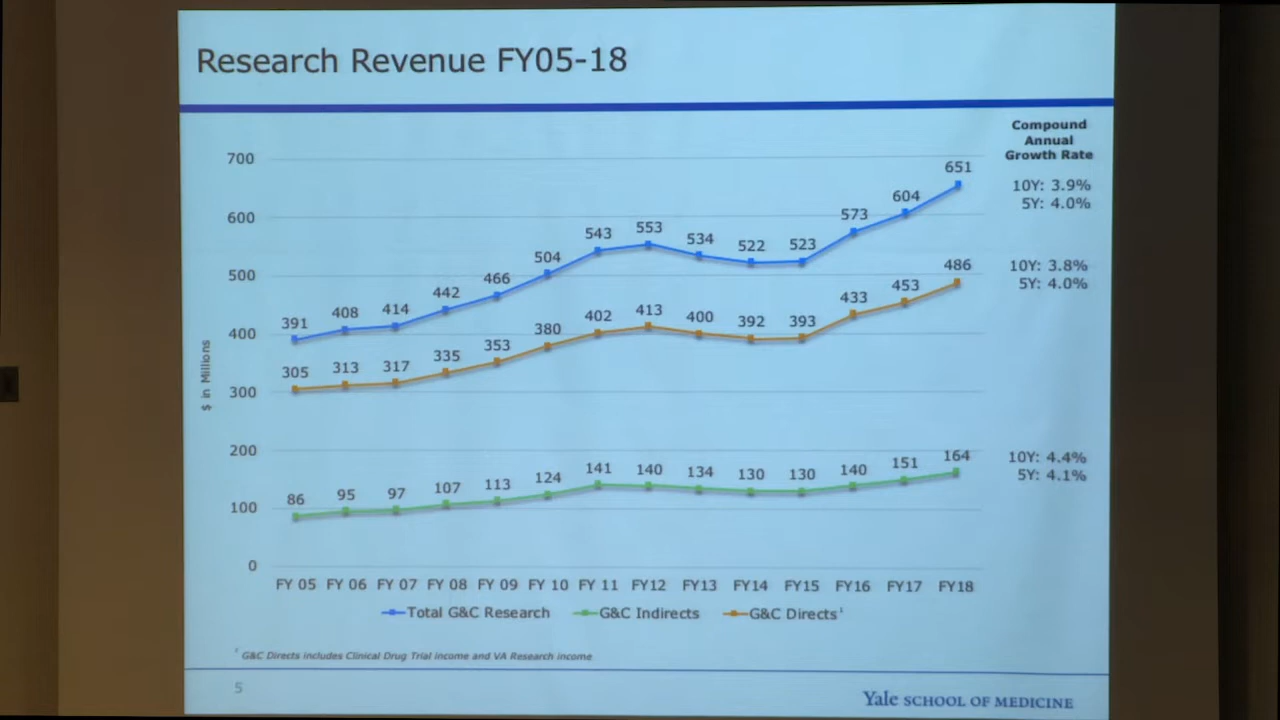 Research Revenue FY05-18
Compound
Annual
Growth Rate
10Y: 3.9%
5Y: 4.0%
10Y: 3.8%
5Y: 4.0%
10Y: 4.4%
5Y: 4.1%
$ in Millions
700
600
500
400
300
200
100
0
391 408 414 442 466 504 543 553 534 522 523 573 604 651
305 313 317 335 353 380 402 413 400 392 393 433 453 486
86 95 97 107 113 124 141 140 134 130 130 140 151 164
FY 05 FY 06 FY 07 FY 08 FY 09 FY 10 FY 11 FY12 FY13 FY14 FY15 FY16 FY17 FY18
Total G&C Research G&C Indirects G&C Directs¹
¹ G&C Directs includes Clinical Drug Trial income and VA Research income
5
Yale SCHOOL OF MEDICINE